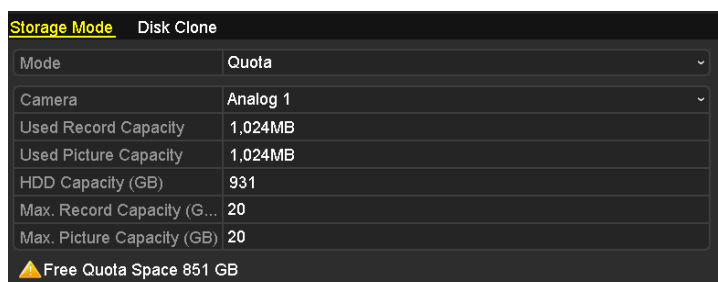 Storage Mode Disk Clone
Mode Quota
Camera Analog 1
Used Record Capacity 1,024MB
Used Picture Capacity 1,024MB
HDD Capacity (GB) 931
Max. Record Capacity (G... 20
Max. Picture Capacity (GB) 20
Free Quota Space 851 GB